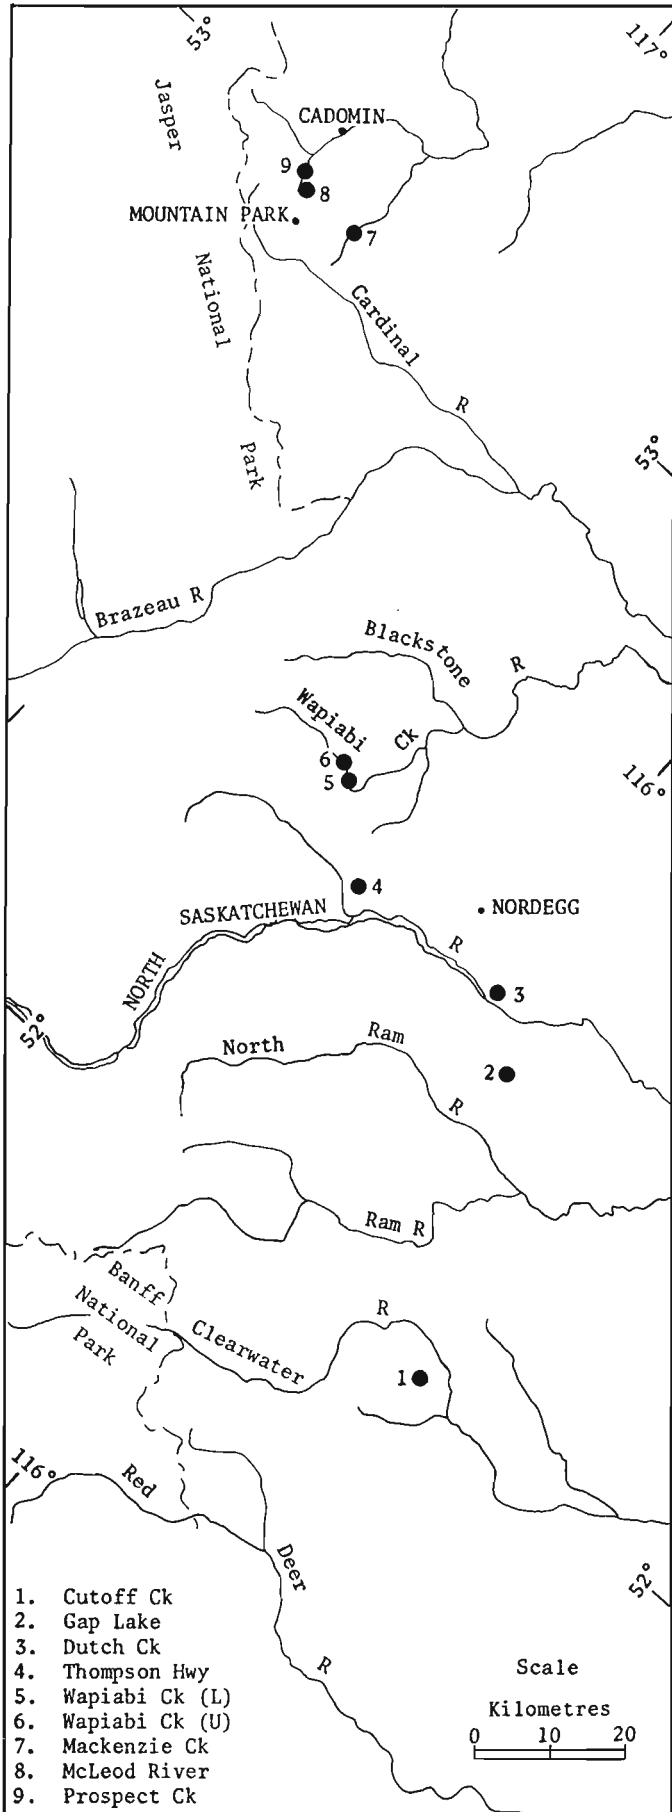 53°
117°
Jasper
National
Park
CADOMIN
9
8
MOUNTAIN PARK
7
Cardinal
R
53°
Brazeau R
Blackstone
R
Wapiabi
Ck
6
5
116°
4
SASKATCHEWAN
NORDEGG
NORTH
R
3
52°
North
Ram
2
R
Ram R
Banff
National
Park
Clearwater
R
1
116°
Red
Deer
R
52°
1. Cutoff Ck
2. Gap Lake
3. Dutch Ck
4. Thompson Hwy
5. Wapiabi Ck (L)
6. Wapiabi Ck (U)
7. Mackenzie Ck
8. McLeod River
9. Prospect Ck
Scale
Kilometres
0 10 20